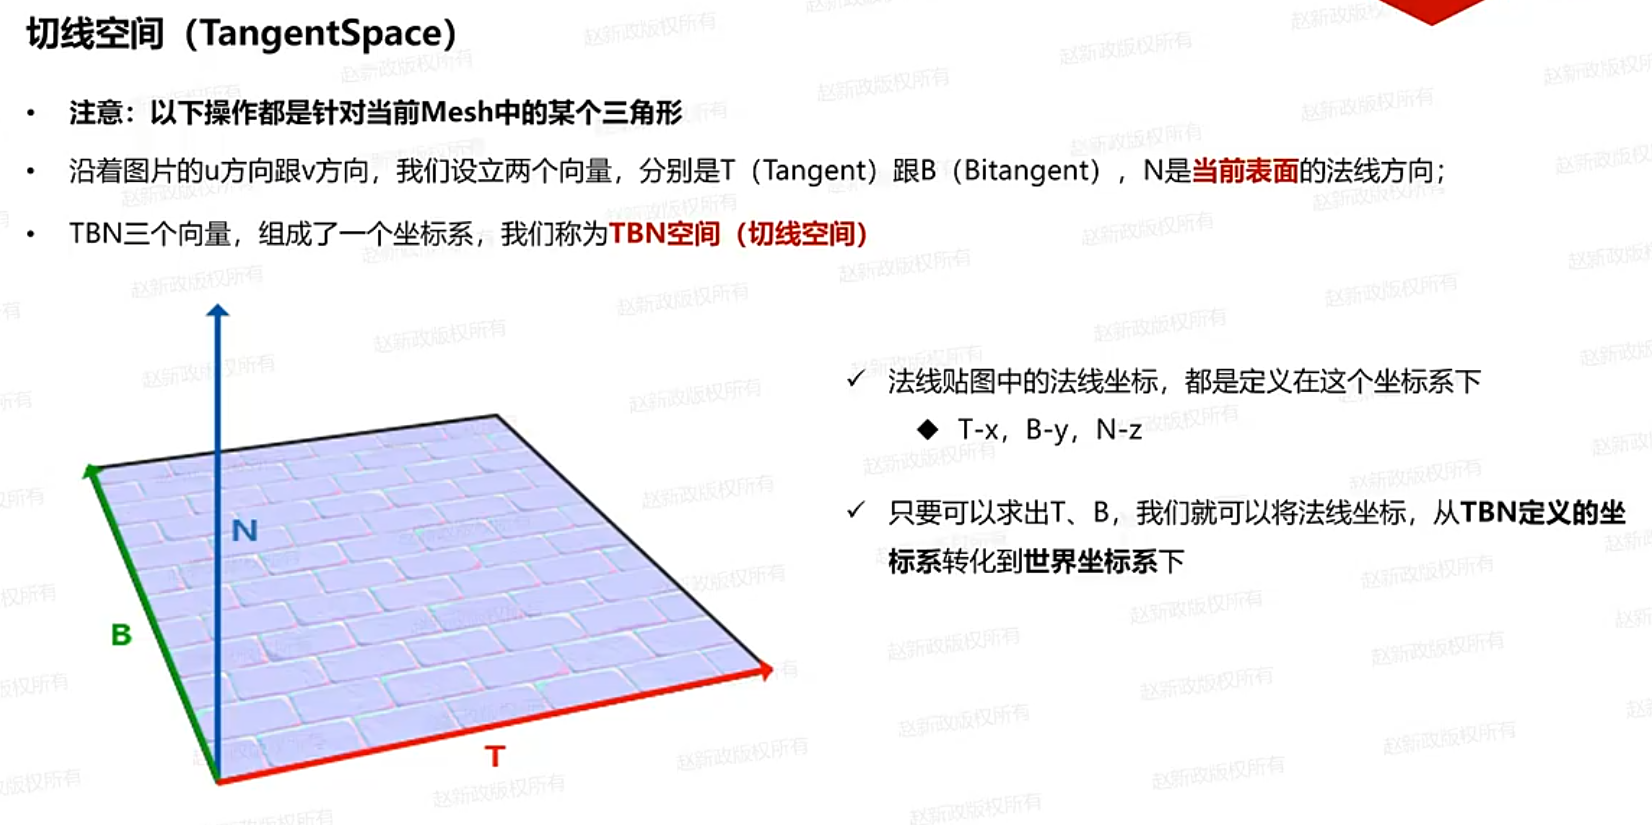 切线空间（TangentSpace）
• 注意：以下操作都是针对当前Mesh中的某个三角形
• 沿着图片的u方向跟v方向，我们设立两个向量，分别是T（Tangent）跟B（Bitangent），N是当前表面的法线方向；
• TBN三个向量，组成了一个坐标系，我们称为TBN空间（切线空间）
N
B
T
✓ 法线贴图中的法线坐标，都是定义在这个坐标系下
◆ T-x，B-y，N-z
✓ 只要可以求出T、B，我们就可以将法线坐标，从TBN定义的坐
标系转化到世界坐标系下
赵新政版权所有